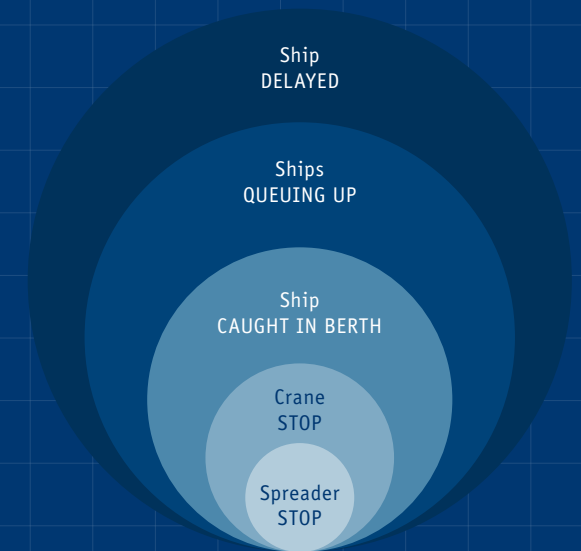 Ship
DELAYED
Ships
QUEUING UP
Ship
CAUGHT IN BERTH
Crane
STOP
Spreader
STOP